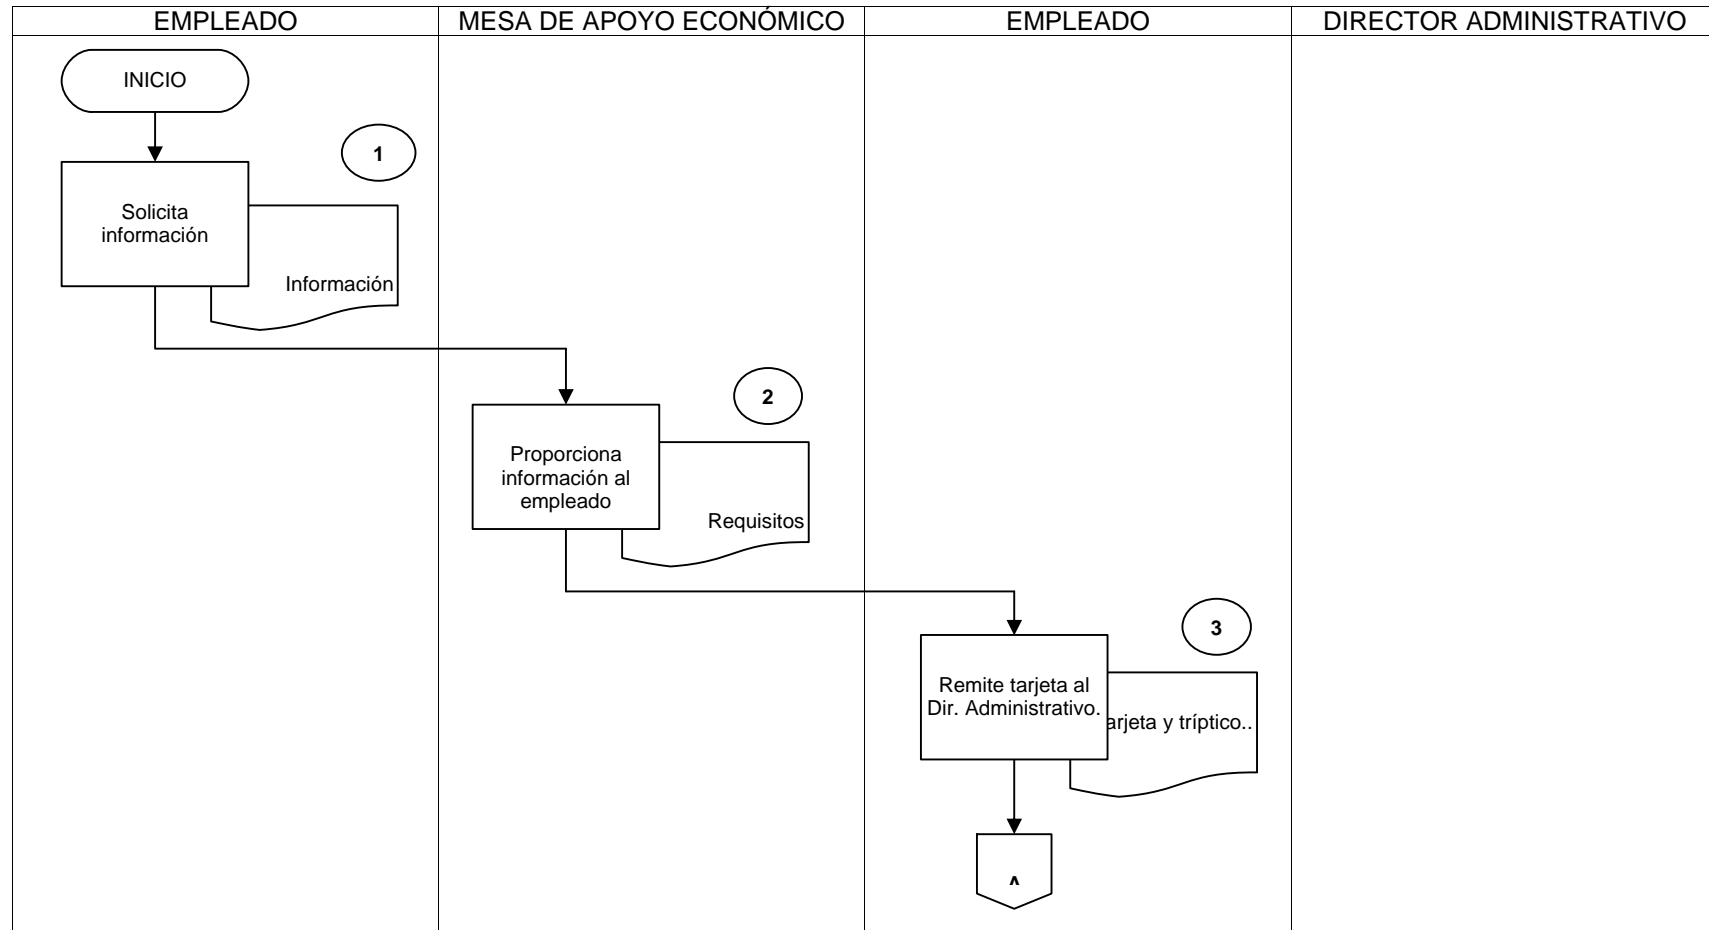 EMPLEADO
MESA DE APOYO ECONÓMICO
EMPLEADO
DIRECTOR ADMINISTRATIVO
INICIO
1
Solicita
información
Información
2
Proporciona
información al
empleado
Requisitos
3
Remite tarjeta al
Dir. Administrativo.
arjeta y tríptico..